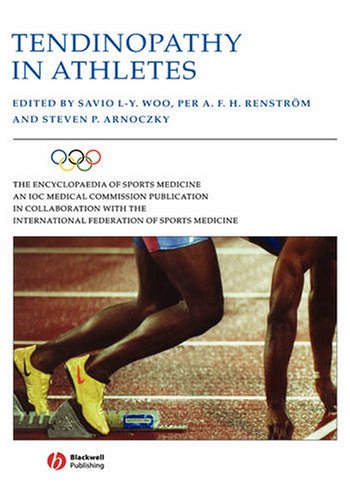 TENDINOPATHY
IN ATHLETES
EDITED BY SAVIO L-Y. WOO, PER A. F. H. RENSTRÖM
AND STEVEN P. ARNOCZKY
THE ENCYCLOPAEDIA OF SPORTS MEDICINE
AN IOC MEDICAL COMMISSION PUBLICATION
IN COLLABORATION WITH THE
INTERNATIONAL FEDERATION OF SPORTS MEDICINE
Blackwell
Publishing